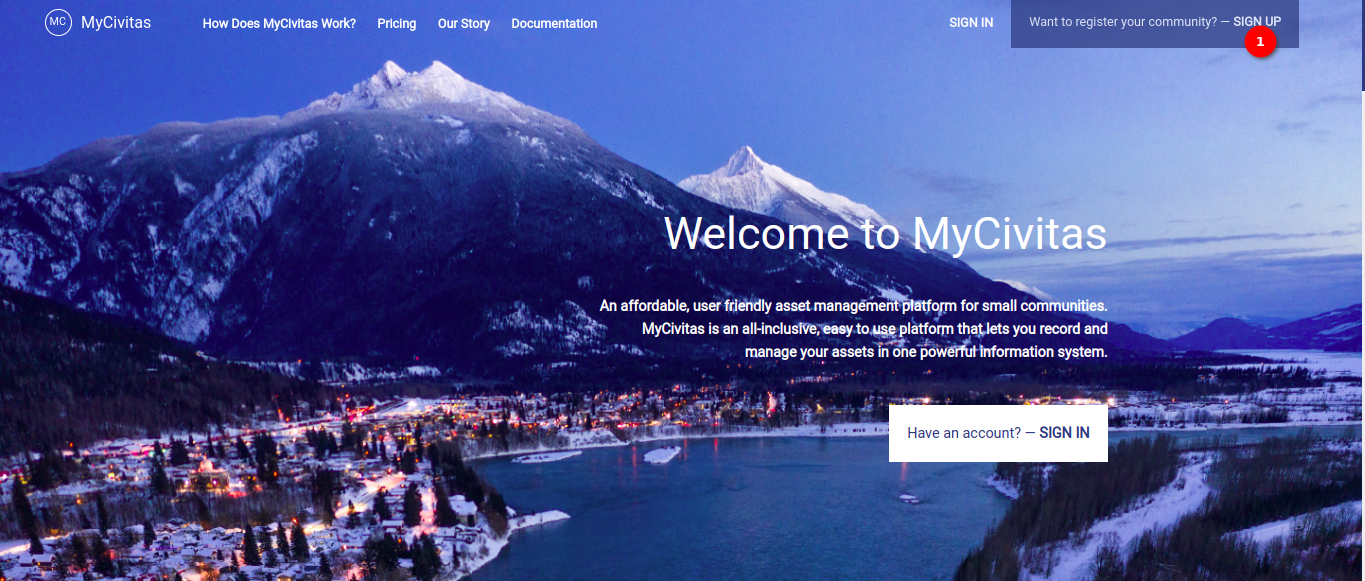 MC MyCivitas How Does MyCivitas Work? Pricing Our Story Documentation SIGN IN Want to register your community? — SIGN UP
1
Welcome to MyCivitas
An affordable, user friendly asset management platform for small communities.
MyCivitas is an all-inclusive, easy to use platform that lets you record and
manage your assets in one powerful information system.
Have an account? — SIGN IN